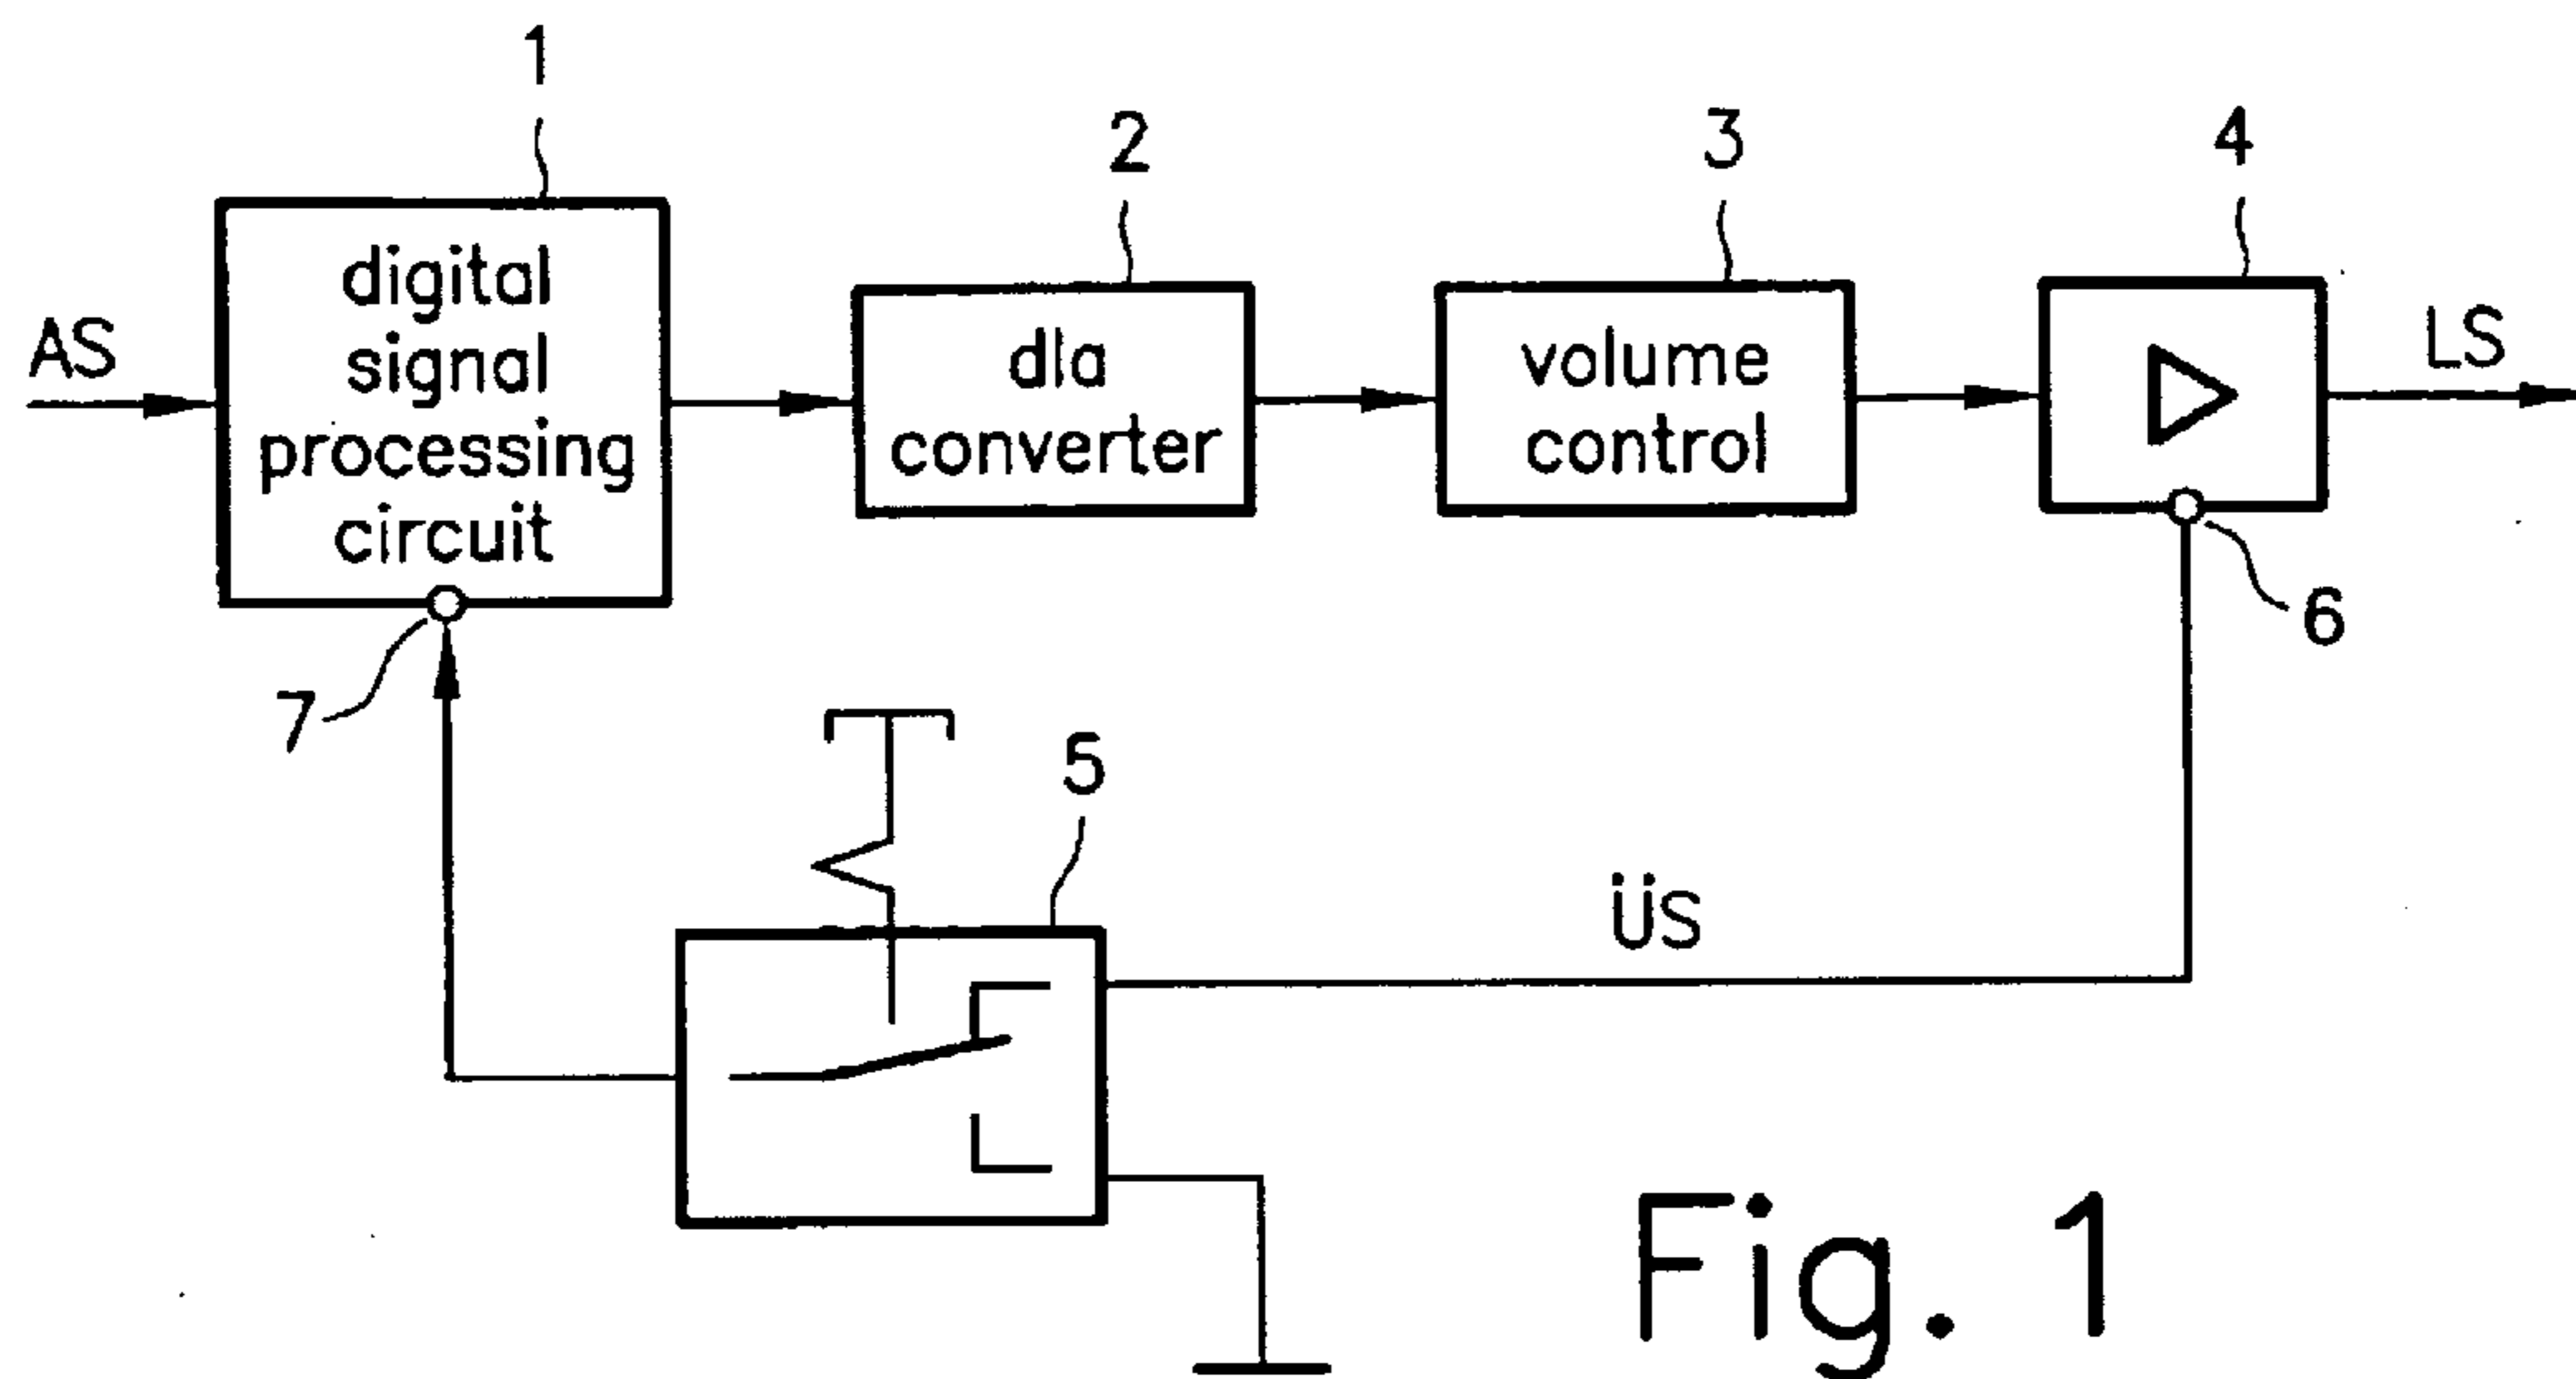 1
2
3
4
AS
digital
signal
processing
circuit
dla
converter
volume
control
LS
6
7
5
ÜS
Fig. 1